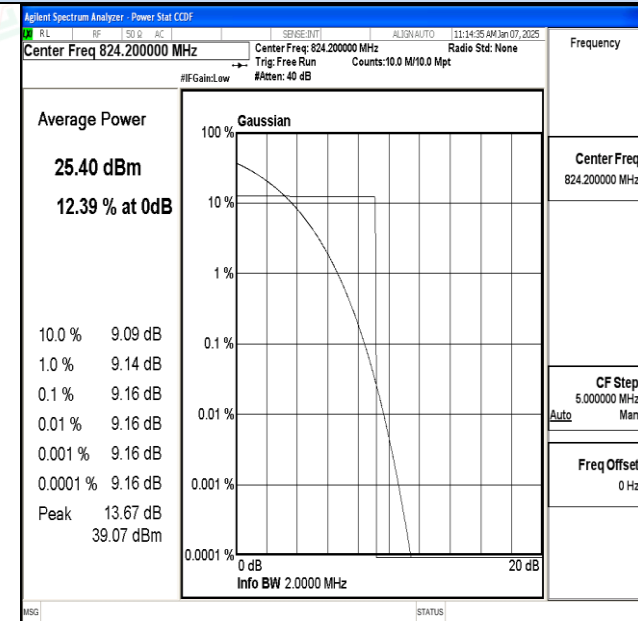 Agilent Spectrum Analyzer - Power Stat CCDF
RL RF 50 Ω AC SENSE:INT ALIGN AUTO 11:14:35 AM Jan 07, 2025
Center Freq 824.200000 MHz
Center Freq: 824.200000 MHz Radio Std: None
Trig: Free Run Counts:10.0 M/10.0 Mpt
#IFGain:Low #Atten: 40 dB
Frequency
Average Power
25.40 dBm
12.39 % at 0dB
10.0 % 9.09 dB
1.0 % 9.14 dB
0.1 % 9.16 dB
0.01 % 9.16 dB
0.001 % 9.16 dB
0.0001 % 9.16 dB
Peak 13.67 dB
39.07 dBm
Gaussian
100 %
10 %
1 %
0.1 %
0.01 %
0.001 %
0.0001 %
0 dB 20 dB
Info BW 2.0000 MHz
Center Freq
824.200000 MHz
CF Step
5.000000 MHz
Auto Man
Freq Offset
0 Hz
MSG STATUS